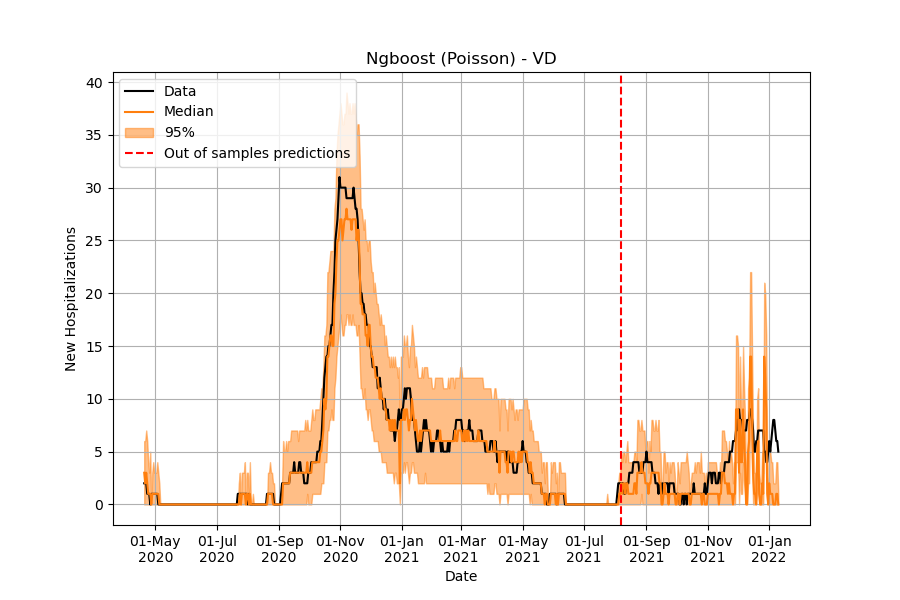 Ngboost (Poisson) - VD
Data
Median
95%
Out of samples predictions
New Hospitalizations
40
35
30
25
20
15
10
5
0
01-May 01-Jul 01-Sep 01-Nov 01-Jan 01-Mar 01-May 01-Jul 01-Sep 01-Nov 01-Jan
2020 2020 2020 2020 2021 2021 2021 2021 2021 2021 2022
Date